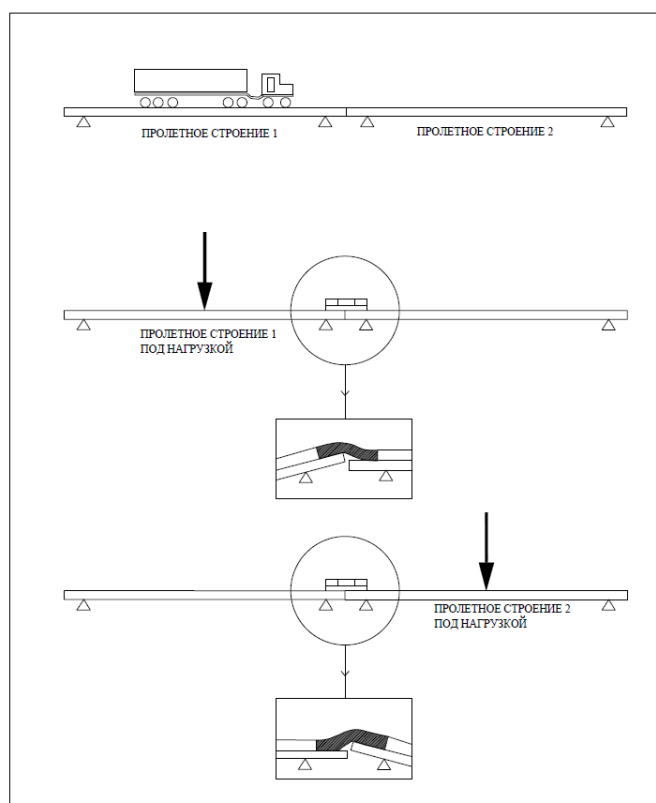 ПРОЛЕТНОЕ СТРОЕНИЕ 1
ПРОЛЕТНОЕ СТРОЕНИЕ 2
ПРОЛЕТНОЕ СТРОЕНИЕ 1
ПОД НАГРУЗКОЙ
ПРОЛЕТНОЕ СТРОЕНИЕ 2
ПОД НАГРУЗКОЙ